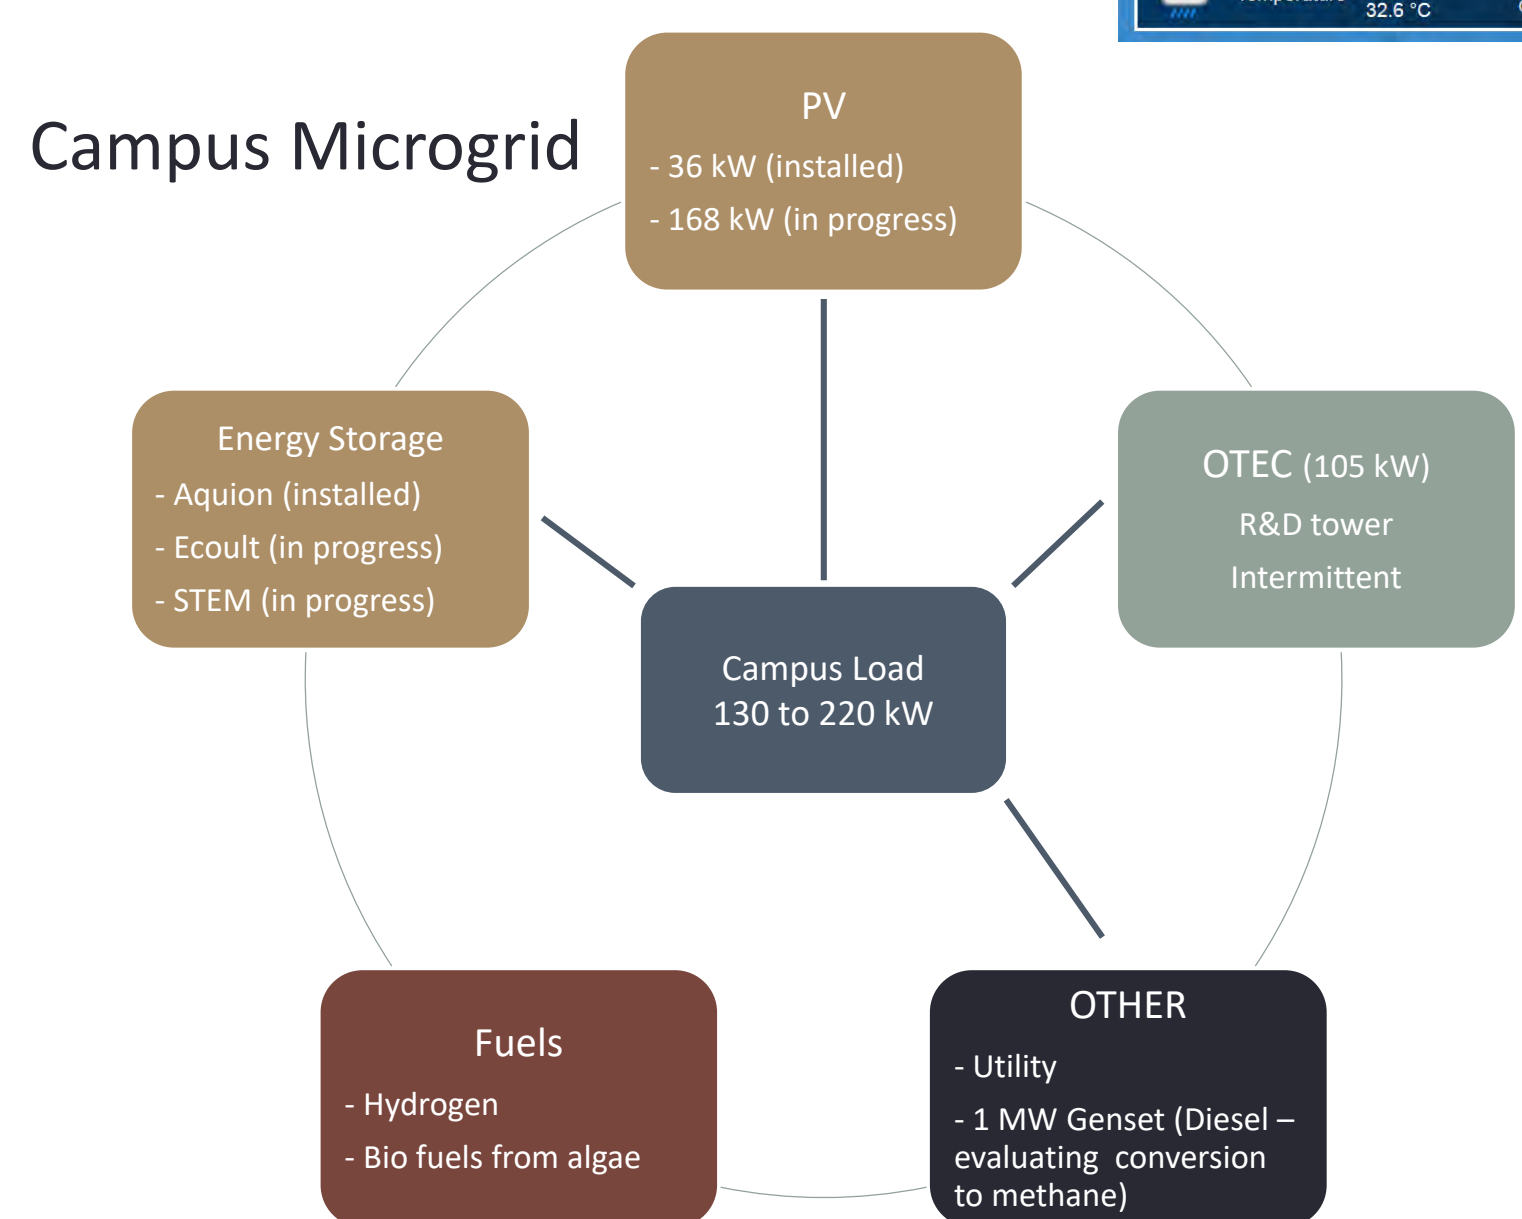 32.6 °C
Campus Microgrid
PV
- 36 kW (installed)
- 168 kW (in progress)
Energy Storage
- Aquion (installed)
- Ecoult (in progress)
- STEM (in progress)
OTEC (105 kW)
R&D tower
Intermittent
Campus Load
130 to 220 kW
Fuels
- Hydrogen
- Bio fuels from algae
OTHER
- Utility
- 1 MW Genset (Diesel –
evaluating conversion
to methane)